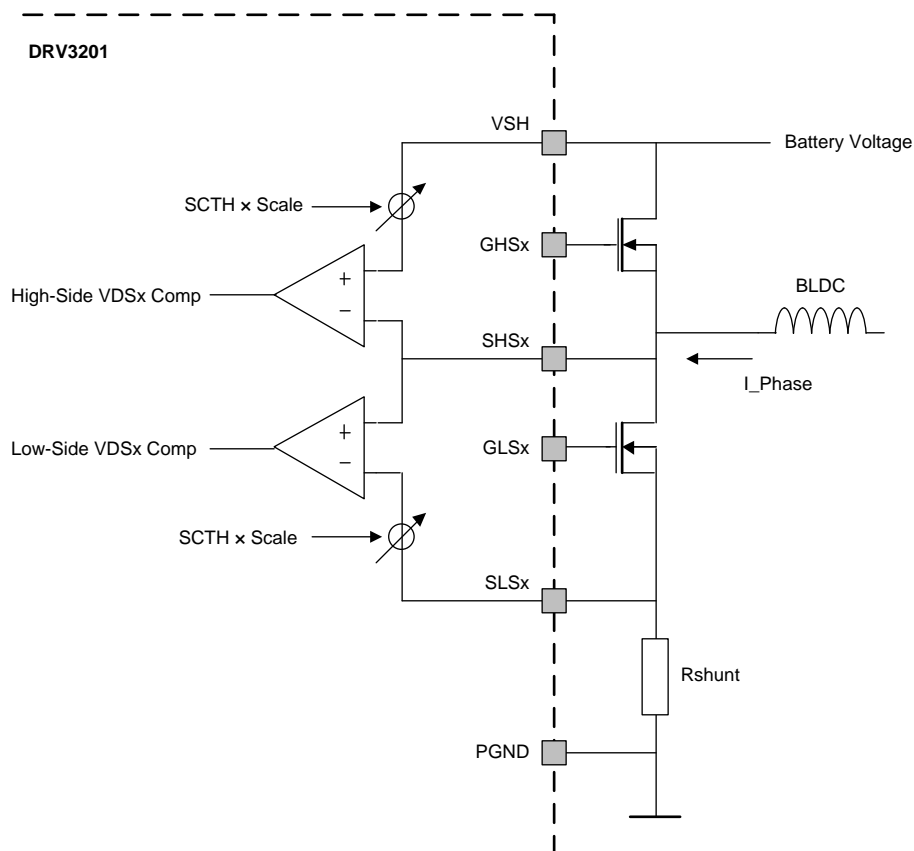 DRV3201
VSH
Battery Voltage
SCTH × Scale
GHSx
BLDC
High-Side VDSx Comp
+
−
SHSx
I_Phase
Low-Side VDSx Comp
+
−
GLSx
SCTH × Scale
SLSx
Rshunt
PGND